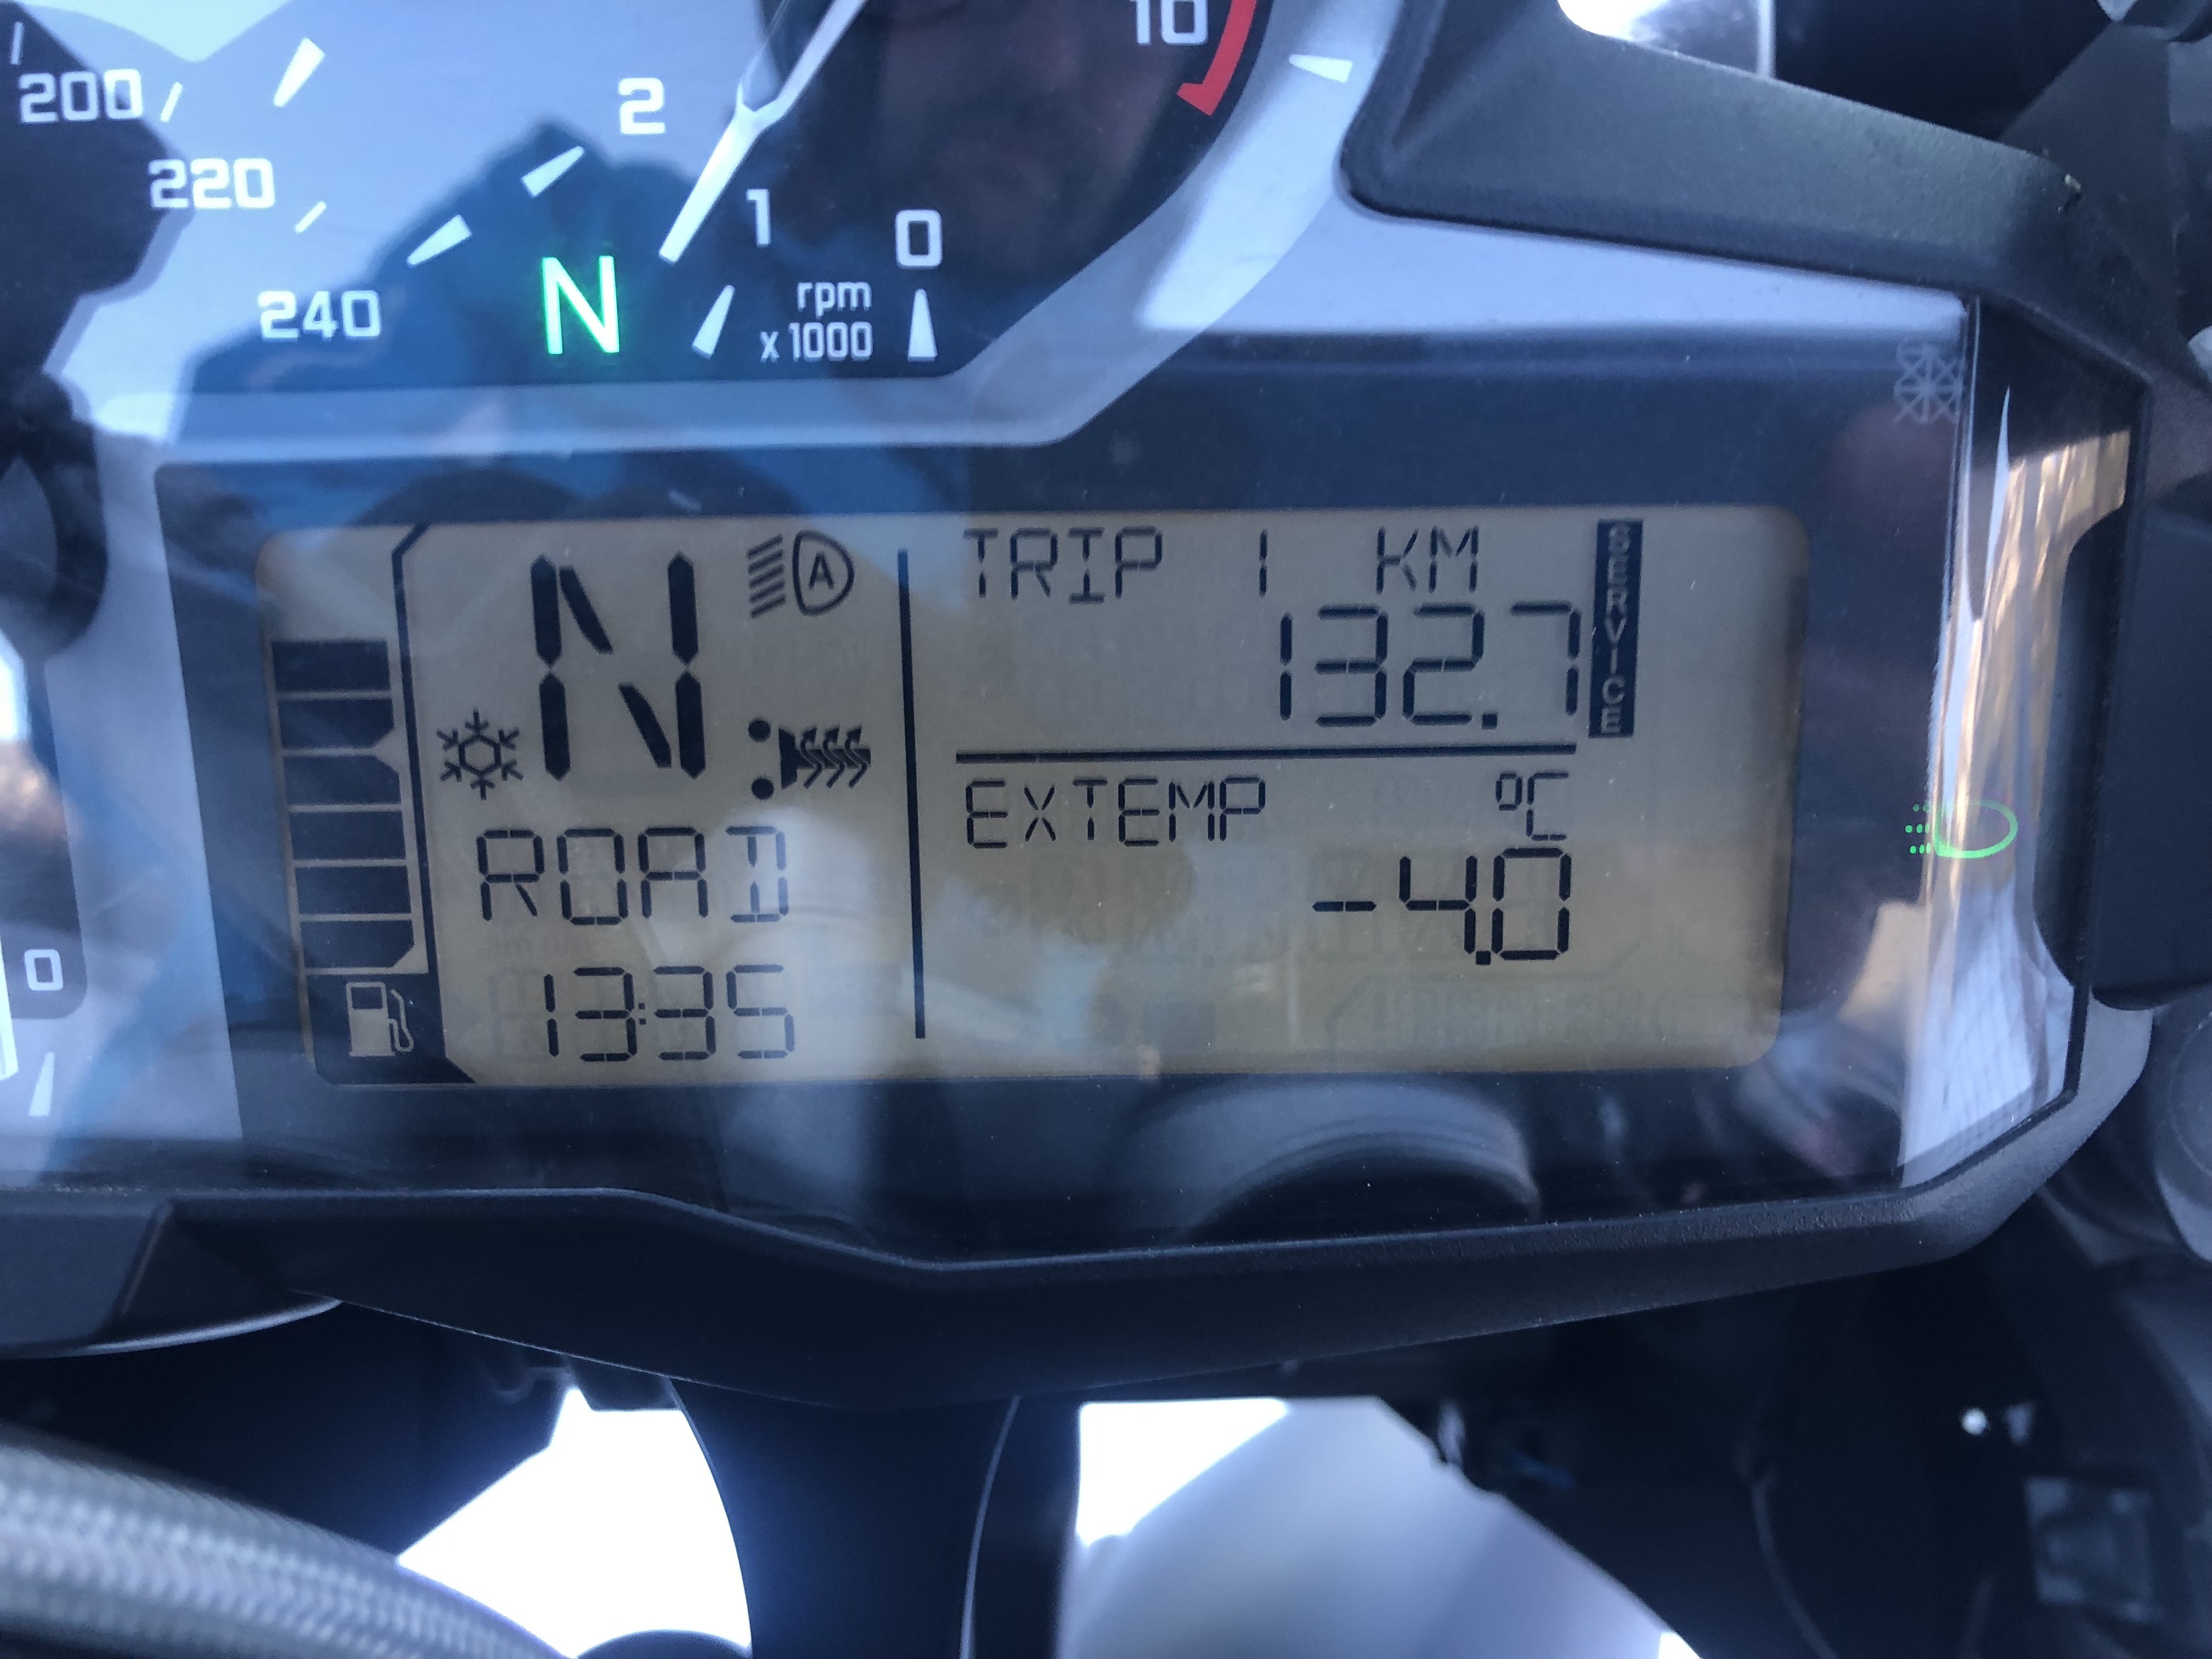 10
200
2
220
1
0
240
N
rpm
x 1000
N
A
TRIP 1 KM
132.7
SERVICE
EXTEMP °C
-4.0
ROAD
13:35
0